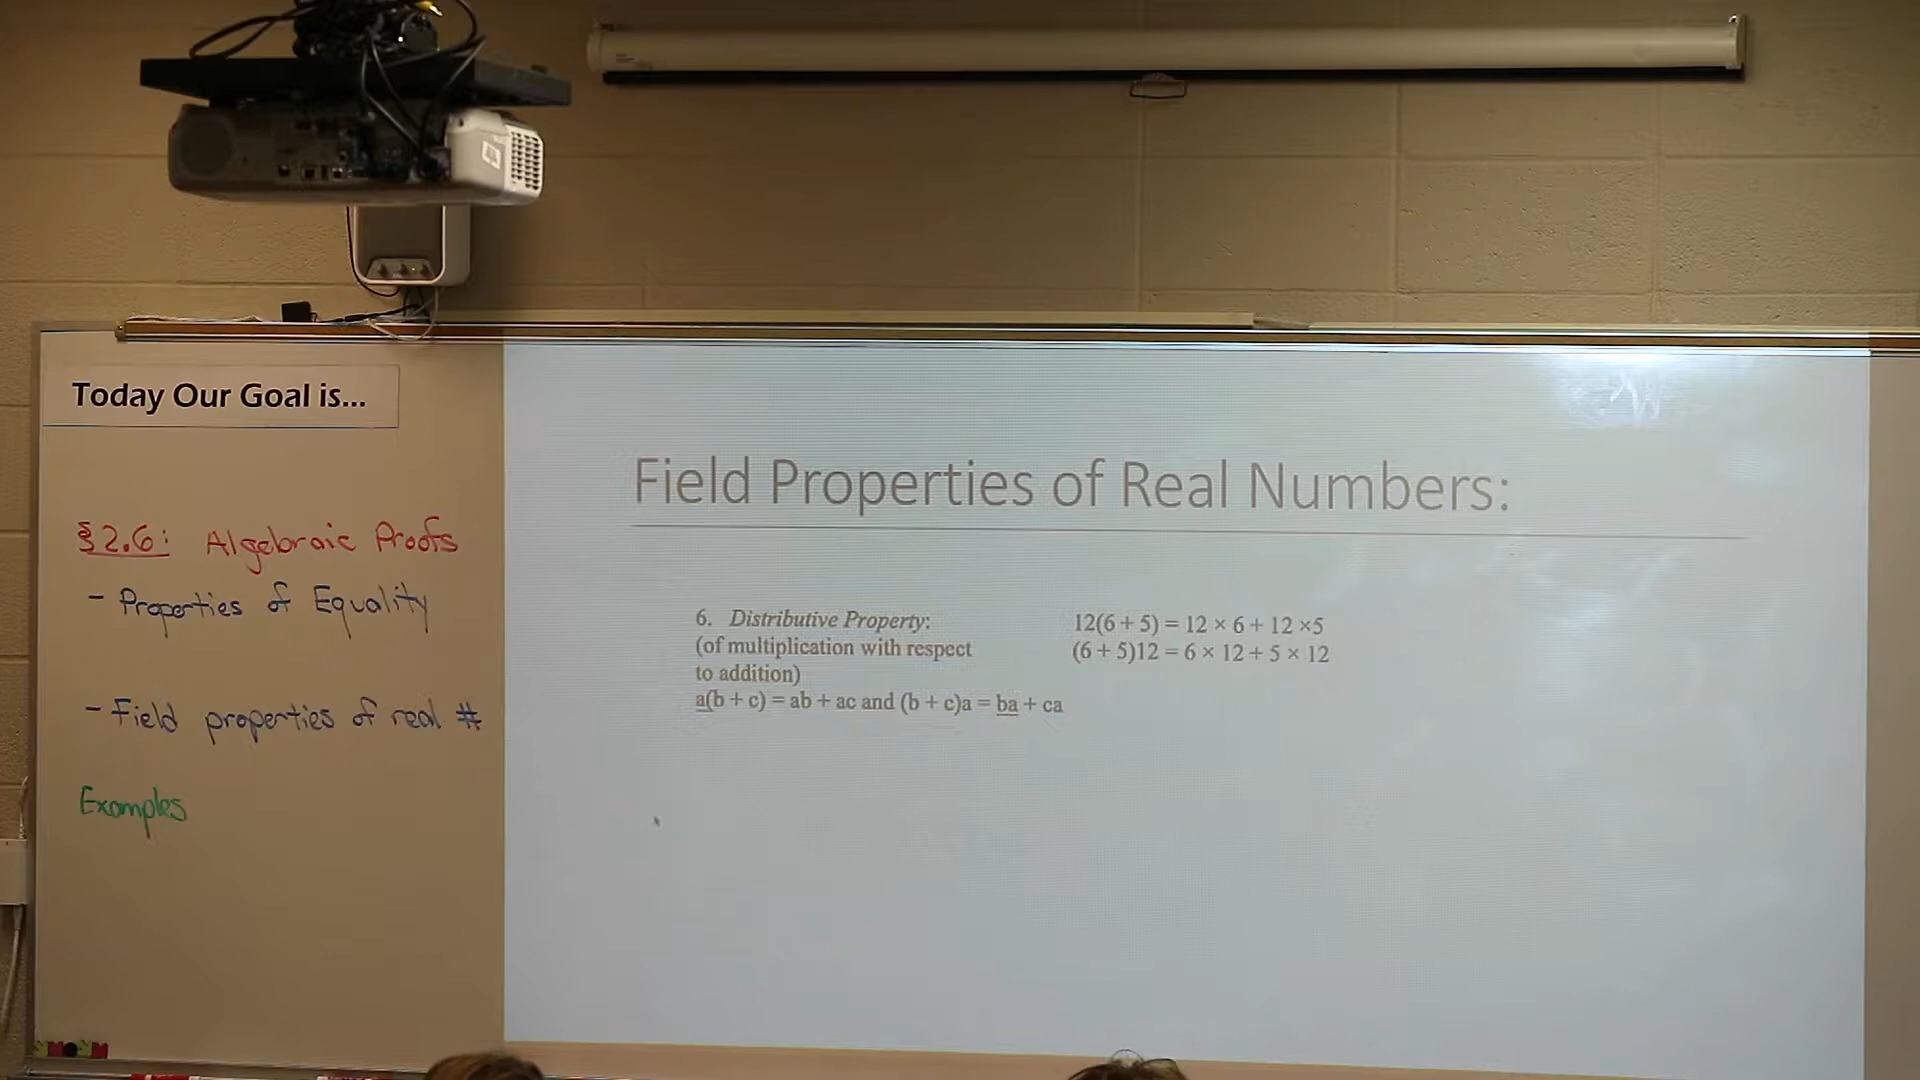 Today Our Goal is...
§2.6: Algebraic Proofs
- Properties of Equality
- Field properties of real #
Examples
Field Properties of Real Numbers:
6. Distributive Property:
(of multiplication with respect
to addition)
a(b + c) = ab + ac and (b + c)a = ba + ca
12(6 + 5) = 12 × 6 + 12 ×5
(6 + 5)12 = 6 × 12 + 5 × 12